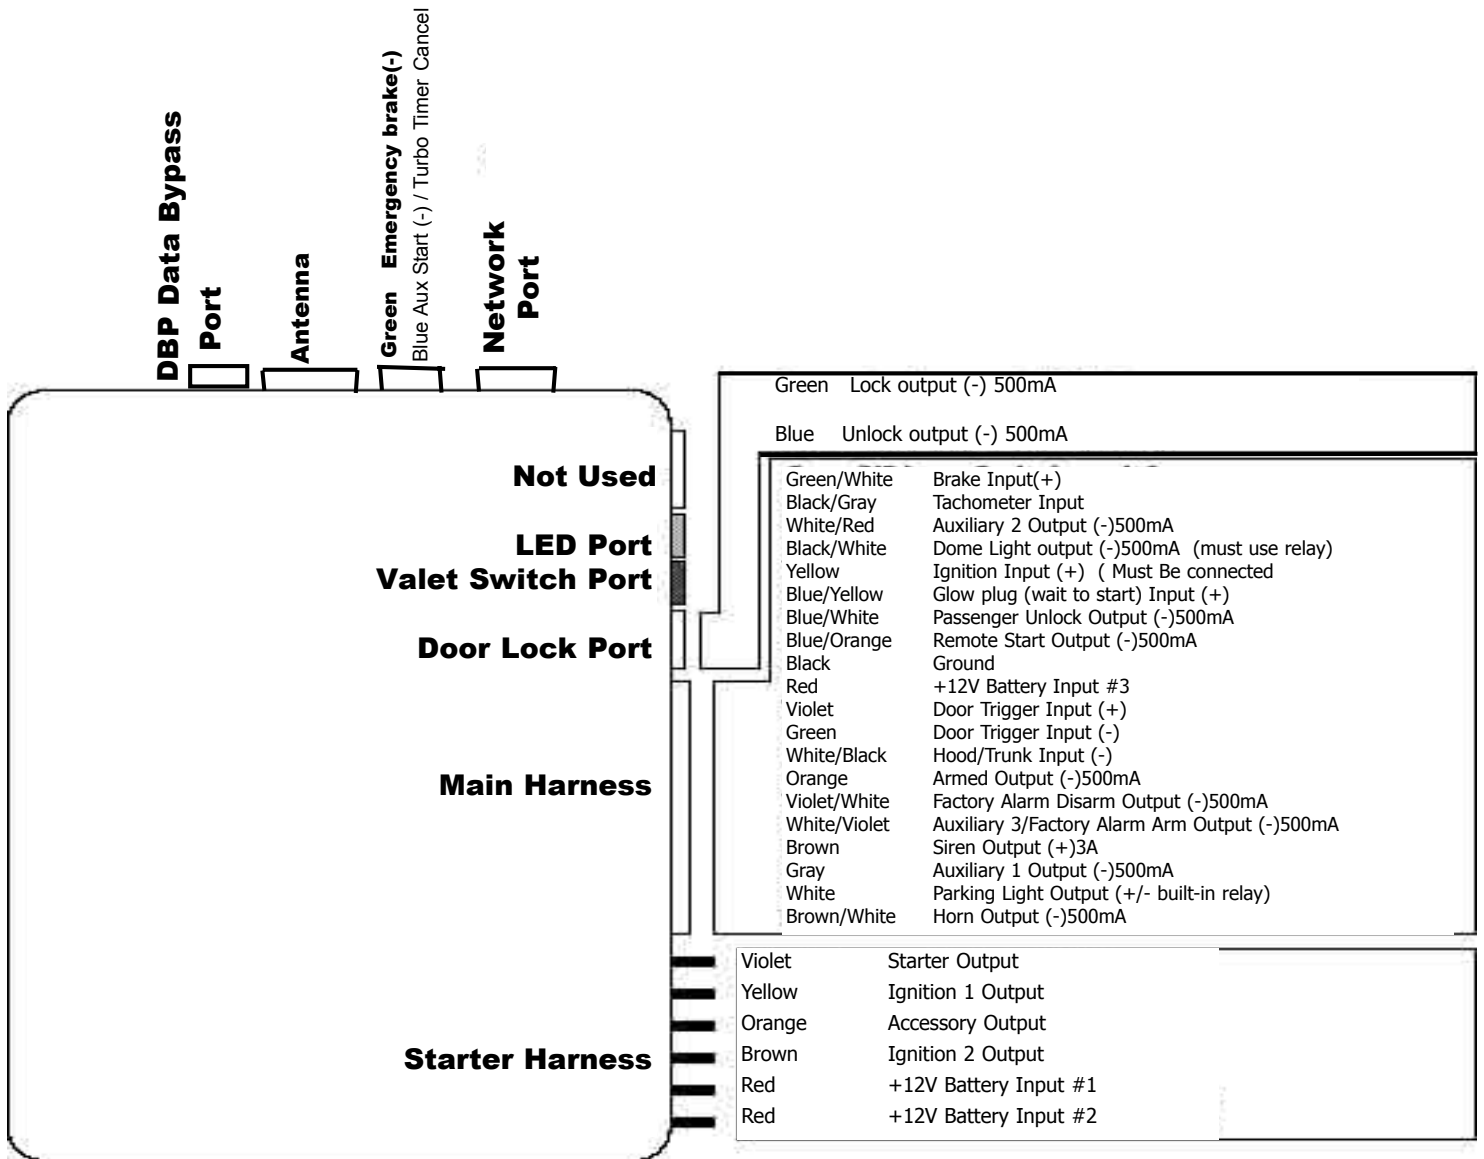 DBP Data Bypass
Port
Antenna
Green Emergency brake(-)
Blue Aux Start (-) / Turbo Timer Cancel
Network
Port
Green Lock output (-) 500mA
Blue Unlock output (-) 500mA
Not Used
LED Port
Valet Switch Port
Door Lock Port
Main Harness
Starter Harness
Green/White Brake Input(+)
Black/Gray Tachometer Input
White/Red Auxiliary 2 Output (-)500mA
Black/White Dome Light output (-)500mA (must use relay)
Yellow Ignition Input (+) ( Must Be connected
Blue/Yellow Glow plug (wait to start) Input (+)
Blue/White Passenger Unlock Output (-)500mA
Blue/Orange Remote Start Output (-)500mA
Black Ground
Red +12V Battery Input #3
Violet Door Trigger Input (+)
Green Door Trigger Input (-)
White/Black Hood/Trunk Input (-)
Orange Armed Output (-)500mA
Violet/White Factory Alarm Disarm Output (-)500mA
White/Violet Auxiliary 3/Factory Alarm Arm Output (-)500mA
Brown Siren Output (+)3A
Gray Auxiliary 1 Output (-)500mA
White Parking Light Output (+/- built-in relay)
Brown/White Horn Output (-)500mA
Violet Starter Output
Yellow Ignition 1 Output
Orange Accessory Output
Brown Ignition 2 Output
Red +12V Battery Input #1
Red +12V Battery Input #2